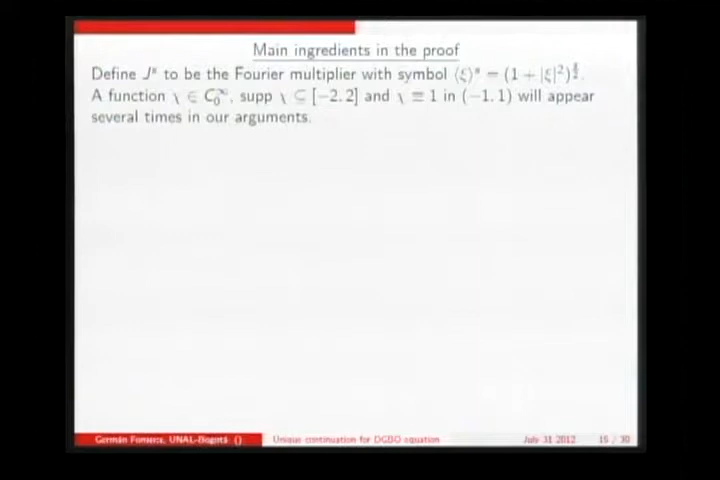 Main ingredients in the proof
Define J^s to be the Fourier multiplier with symbol ⟨ξ⟩^s = (1 + |ξ|^2)^{s/2}.
A function χ ∈ C_0^∞, supp χ ⊆ [−2, 2] and χ ≡ 1 in (−1, 1) will appear
several times in our arguments.
Germán Fonseca, UNAL-Bogotá ()
Unique continuation for DGBO equation
July 31 2012
15 / 30